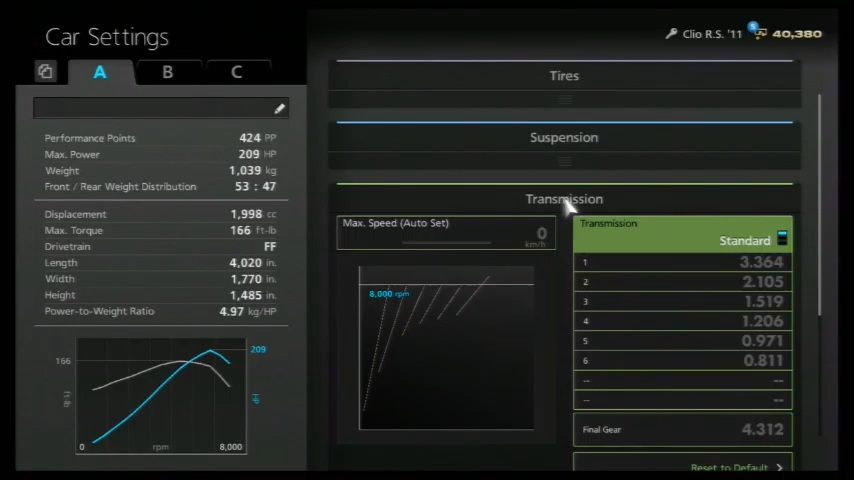 Car Settings
Clio R.S. '11
S
40,380
A
B
C
Performance Points 424 PP
Max. Power 209 HP
Weight 1,039 kg
Front / Rear Weight Distribution 53 : 47
Displacement 1,998 cc
Max. Torque 166 ft-lb
Drivetrain FF
Length 4,020 in.
Width 1,770 in.
Height 1,485 in.
Power-to-Weight Ratio 4.97 kg/HP
166
209
ft-lb
HP
0 rpm 8,000
Tires
Suspension
Transmission
Max. Speed (Auto Set)
0
km/h
8,000 rpm
Transmission
Standard
1 3.364
2 2.105
3 1.519
4 1.206
5 0.971
6 0.811
-- --
-- --
Final Gear 4.312
Reset to Default